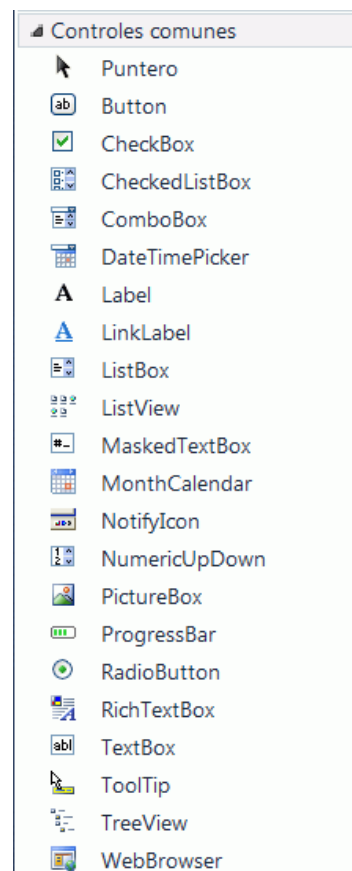 Controles comunes
Puntero
Button
CheckBox
CheckedListBox
ComboBox
DateTimePicker
Label
LinkLabel
ListBox
ListView
MaskedTextBox
MonthCalendar
NotifyIcon
NumericUpDown
PictureBox
ProgressBar
RadioButton
RichTextBox
TextBox
ToolTip
TreeView
WebBrowser